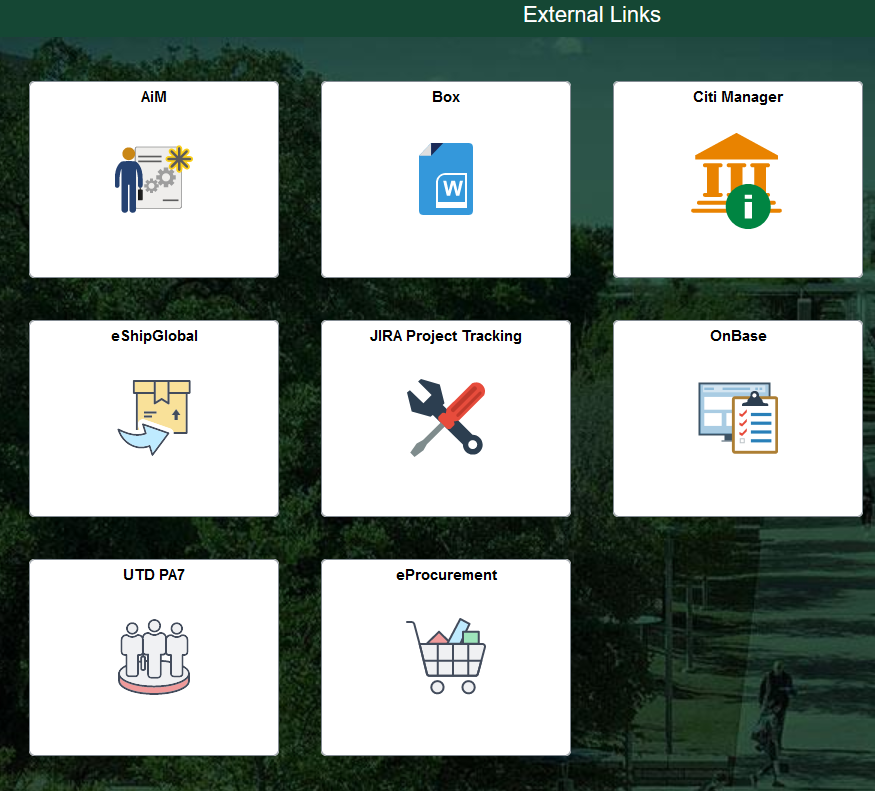 External Links
AiM
Box
Citi Manager
W
i
eShipGlobal
JIRA Project Tracking
OnBase
UTD PA7
eProcurement